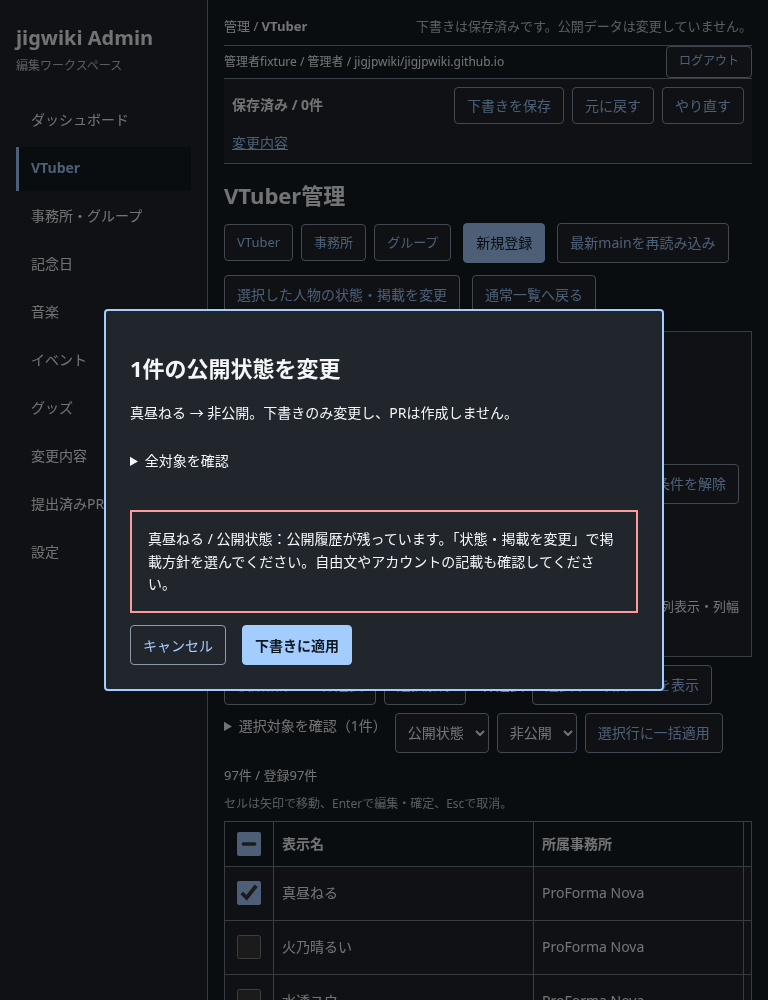 jigwiki Admin
編集ワークスペース
ダッシュボード
VTuber
事務所・グループ
記念日
音楽
イベント
グッズ
変更内容
提出済みPR
設定
管理 / VTuber
下書きは保存済みです。公開データは変更していません。
管理者fixture / 管理者 / jigjpwiki/jigjpwiki.github.io
ログアウト
保存済み / 0件
下書きを保存
元に戻す
やり直す
変更内容
VTuber管理
VTuber
事務所
グループ
新規登録
最新mainを再読み込み
選択した人物の状態・掲載を変更
通常一覧へ戻る
1件の公開状態を変更
真昼ねる → 非公開。下書きのみ変更し、PRは作成しません。
▶ 全対象を確認
真昼ねる / 公開状態：公開履歴が残っています。「状態・掲載を変更」で掲
載方針を選んでください。自由文やアカウントの記載も確認してくださ
い。
キャンセル
下書きに適用
条件を解除
列表示・列幅
を表示
▶ 選択対象を確認（1件）
公開状態
非公開
選択行に一括適用
97件 / 登録97件
セルは矢印で移動、Enterで編集・確定、Escで取消。
表示名
所属事務所
真昼ねる
ProForma Nova
火乃晴るい
ProForma Nova
ProForma Nova